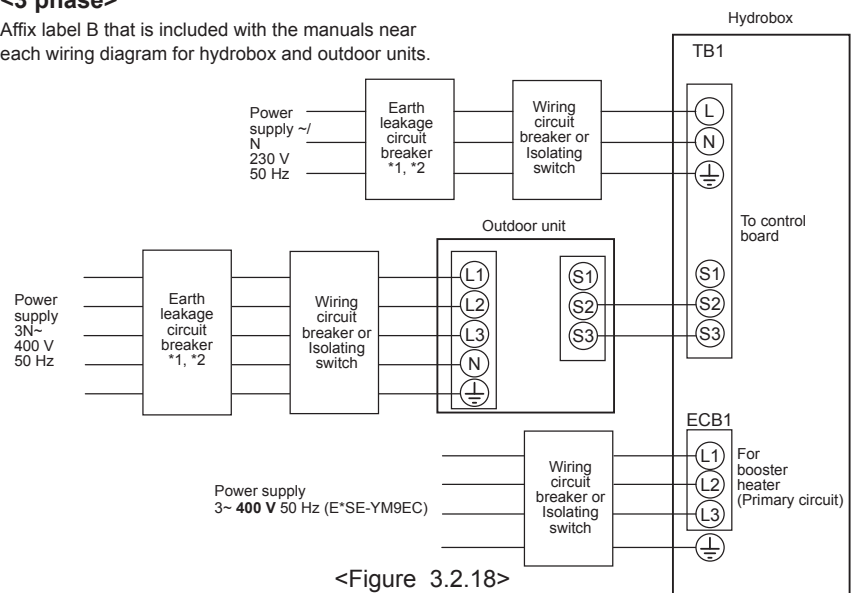 <3 phase>
Affix label B that is included with the manuals near
each wiring diagram for hydrobox and outdoor units.
Hydrobox
TB1
Power
supply ~/
N
230 V
50 Hz
Earth
leakage
circuit
breaker
*1, *2
Wiring
circuit
breaker or
Isolating
switch
L
N
To control
board
S1
S2
S3
Outdoor unit
Power
supply
3N~
400 V
50 Hz
Earth
leakage
circuit
breaker
*1, *2
Wiring
circuit
breaker or
Isolating
switch
L1
L2
L3
N
S1
S2
S3
ECB1
Power supply
3~ 400 V 50 Hz (E*SE-YM9EC)
Wiring
circuit
breaker or
Isolating
switch
L1
L2
L3
For
booster
heater
(Primary circuit)
<Figure 3.2.18>